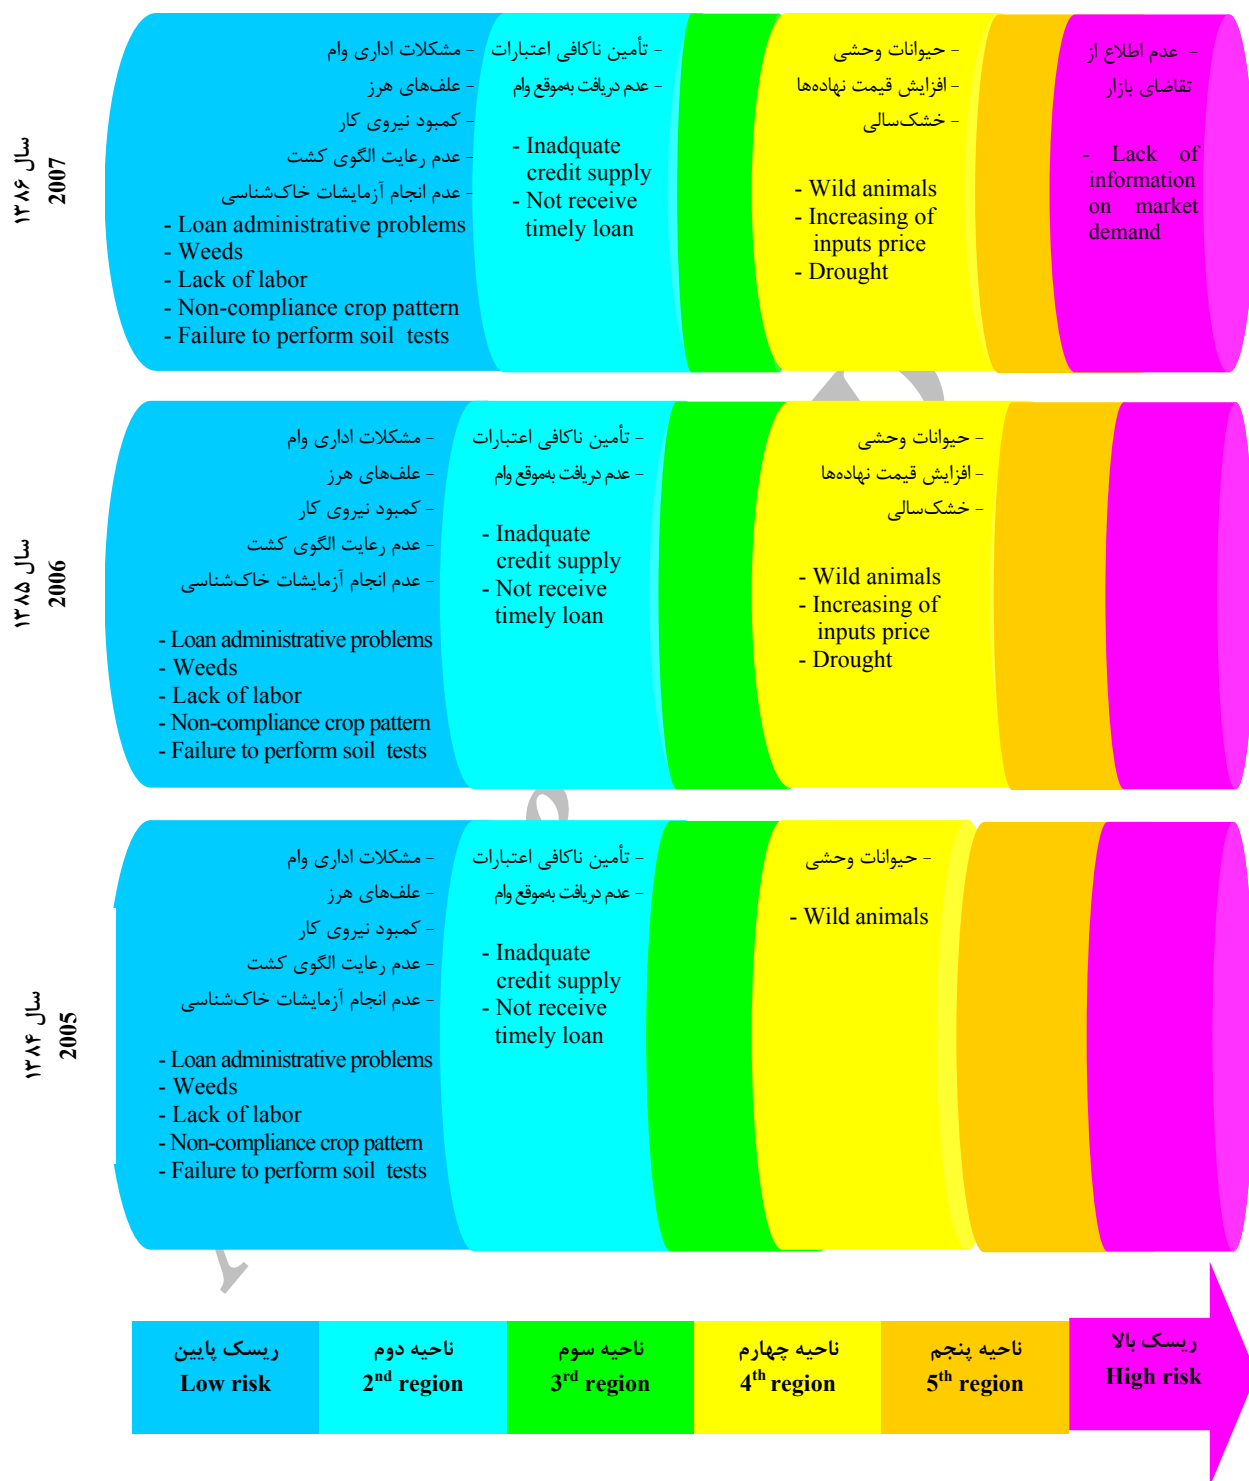 سال ۱۳۸۶
2007
- مشکلات اداری وام
- علف‌های هرز
- کمبود نیروی کار
- عدم رعایت الگوی کشت
- عدم انجام آزمایشات خاک‌شناسی
- Loan administrative problems
- Weeds
- Lack of labor
- Non-compliance crop pattern
- Failure to perform soil tests
- تأمین ناکافی اعتبارات
- عدم دریافت به‌موقع وام
- Inadquate
credit supply
- Not receive
timely loan
- حیوانات وحشی
- افزایش قیمت نهاده‌ها
- خشک‌سالی
- Wild animals
- Increasing of
inputs price
- Drought
- عدم اطلاع از
تقاضای بازار
- Lack of
information
on market
demand
سال ۱۳۸۵
2006
- مشکلات اداری وام
- علف‌های هرز
- کمبود نیروی کار
- عدم رعایت الگوی کشت
- عدم انجام آزمایشات خاک‌شناسی
- Loan administrative problems
- Weeds
- Lack of labor
- Non-compliance crop pattern
- Failure to perform soil tests
- تأمین ناکافی اعتبارات
- عدم دریافت به‌موقع وام
- Inadquate
credit supply
- Not receive
timely loan
- حیوانات وحشی
- افزایش قیمت نهاده‌ها
- خشک‌سالی
- Wild animals
- Increasing of
inputs price
- Drought
سال ۱۳۸۴
2005
- مشکلات اداری وام
- علف‌های هرز
- کمبود نیروی کار
- عدم رعایت الگوی کشت
- عدم انجام آزمایشات خاک‌شناسی
- Loan administrative problems
- Weeds
- Lack of labor
- Non-compliance crop pattern
- Failure to perform soil tests
- تأمین ناکافی اعتبارات
- عدم دریافت به‌موقع وام
- Inadquate
credit supply
- Not receive
timely loan
- حیوانات وحشی
- Wild animals
ریسک پایین
Low risk
ناحیه دوم
2nd region
ناحیه سوم
3rd region
ناحیه چهارم
4th region
ناحیه پنجم
5th region
ریسک بالا
High risk